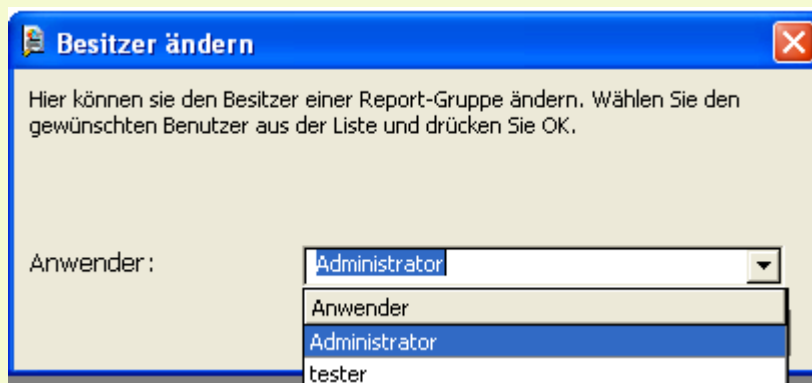 Besitzer ändern
Hier können sie den Besitzer einer Report-Gruppe ändern. Wählen Sie den
gewünschten Benutzer aus der Liste und drücken Sie OK.
Anwender:
Administrator
Anwender
Administrator
tester